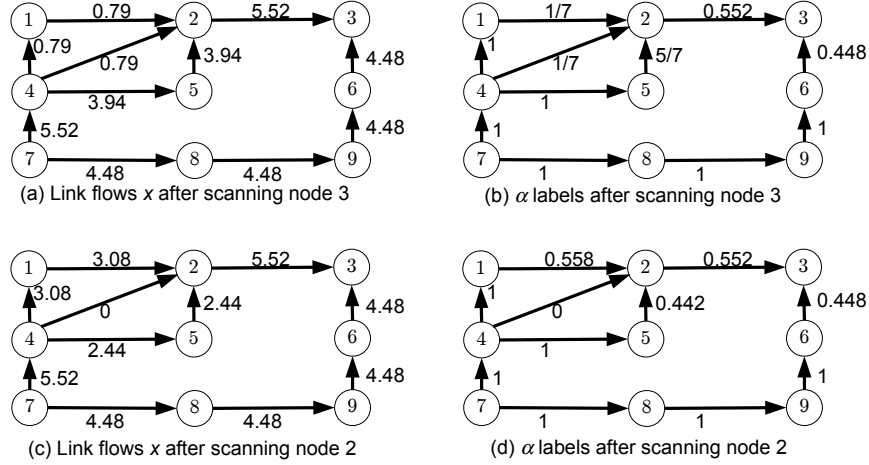 0.79 5.52
1 2 3
0.79 0.79 3.94 4.48
4 3.94 5 6
5.52 4.48
7 4.48 8 4.48 9
(a) Link flows x after scanning node 3
1/7 0.552
1 2 3
1 1/7 5/7 0.448
4 1 5 6
1 1
7 1 8 1 9
(b) α labels after scanning node 3
3.08 5.52
1 2 3
3.08 0 2.44 4.48
4 2.44 5 6
5.52 4.48
7 4.48 8 4.48 9
(c) Link flows x after scanning node 2
0.558 0.552
1 2 3
1 0 0.442 0.448
4 1 5 6
1 1
7 1 8 1 9
(d) α labels after scanning node 2